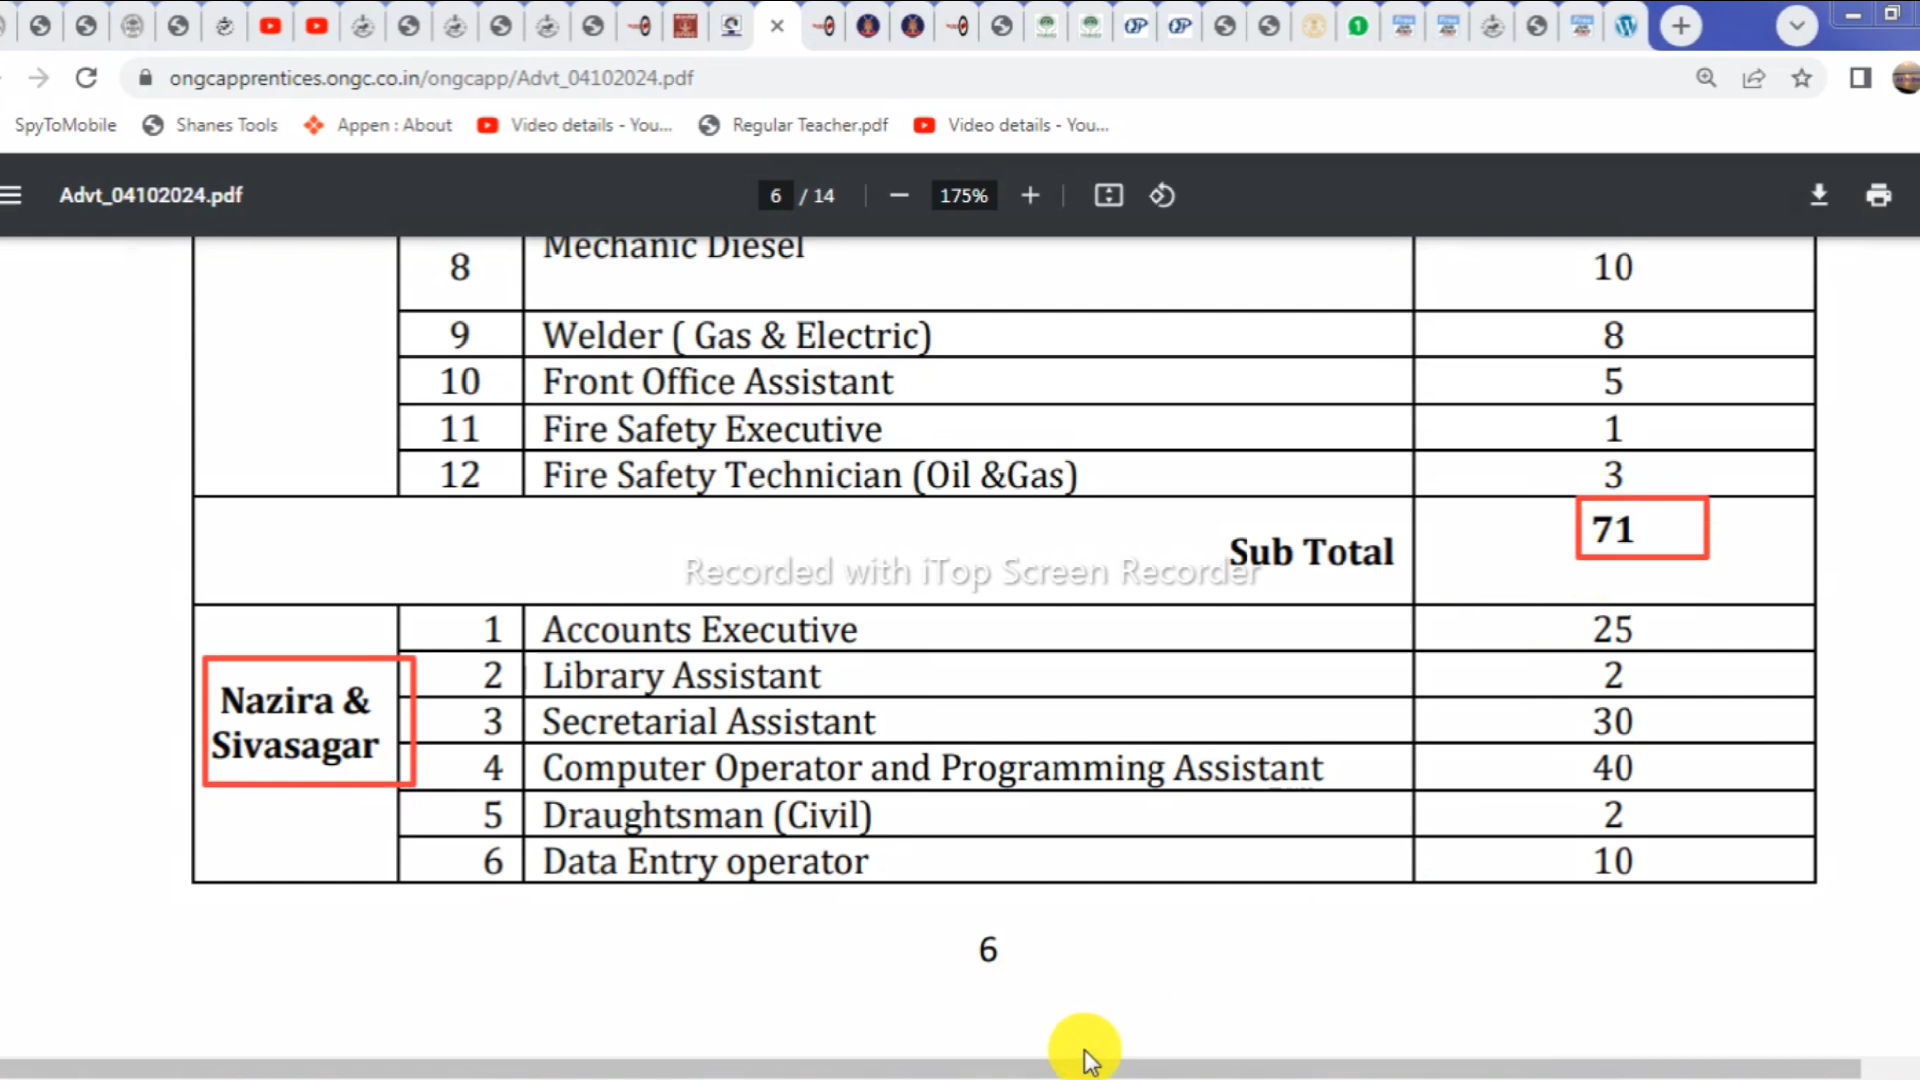 ongcapprentices.ongc.co.in/ongcapp/Advt_04102024.pdf
SpyToMobile Shanes Tools Appen : About Video details - You... Regular Teacher.pdf Video details - You...
Advt_04102024.pdf 6 / 14 175%
8 Mechanic Diesel 10
9 Welder ( Gas & Electric) 8
10 Front Office Assistant 5
11 Fire Safety Executive 1
12 Fire Safety Technician (Oil &Gas) 3
Sub Total 71
Recorded with iTop Screen Recorder
Nazira &
Sivasagar
1 Accounts Executive 25
2 Library Assistant 2
3 Secretarial Assistant 30
4 Computer Operator and Programming Assistant 40
5 Draughtsman (Civil) 2
6 Data Entry operator 10
6